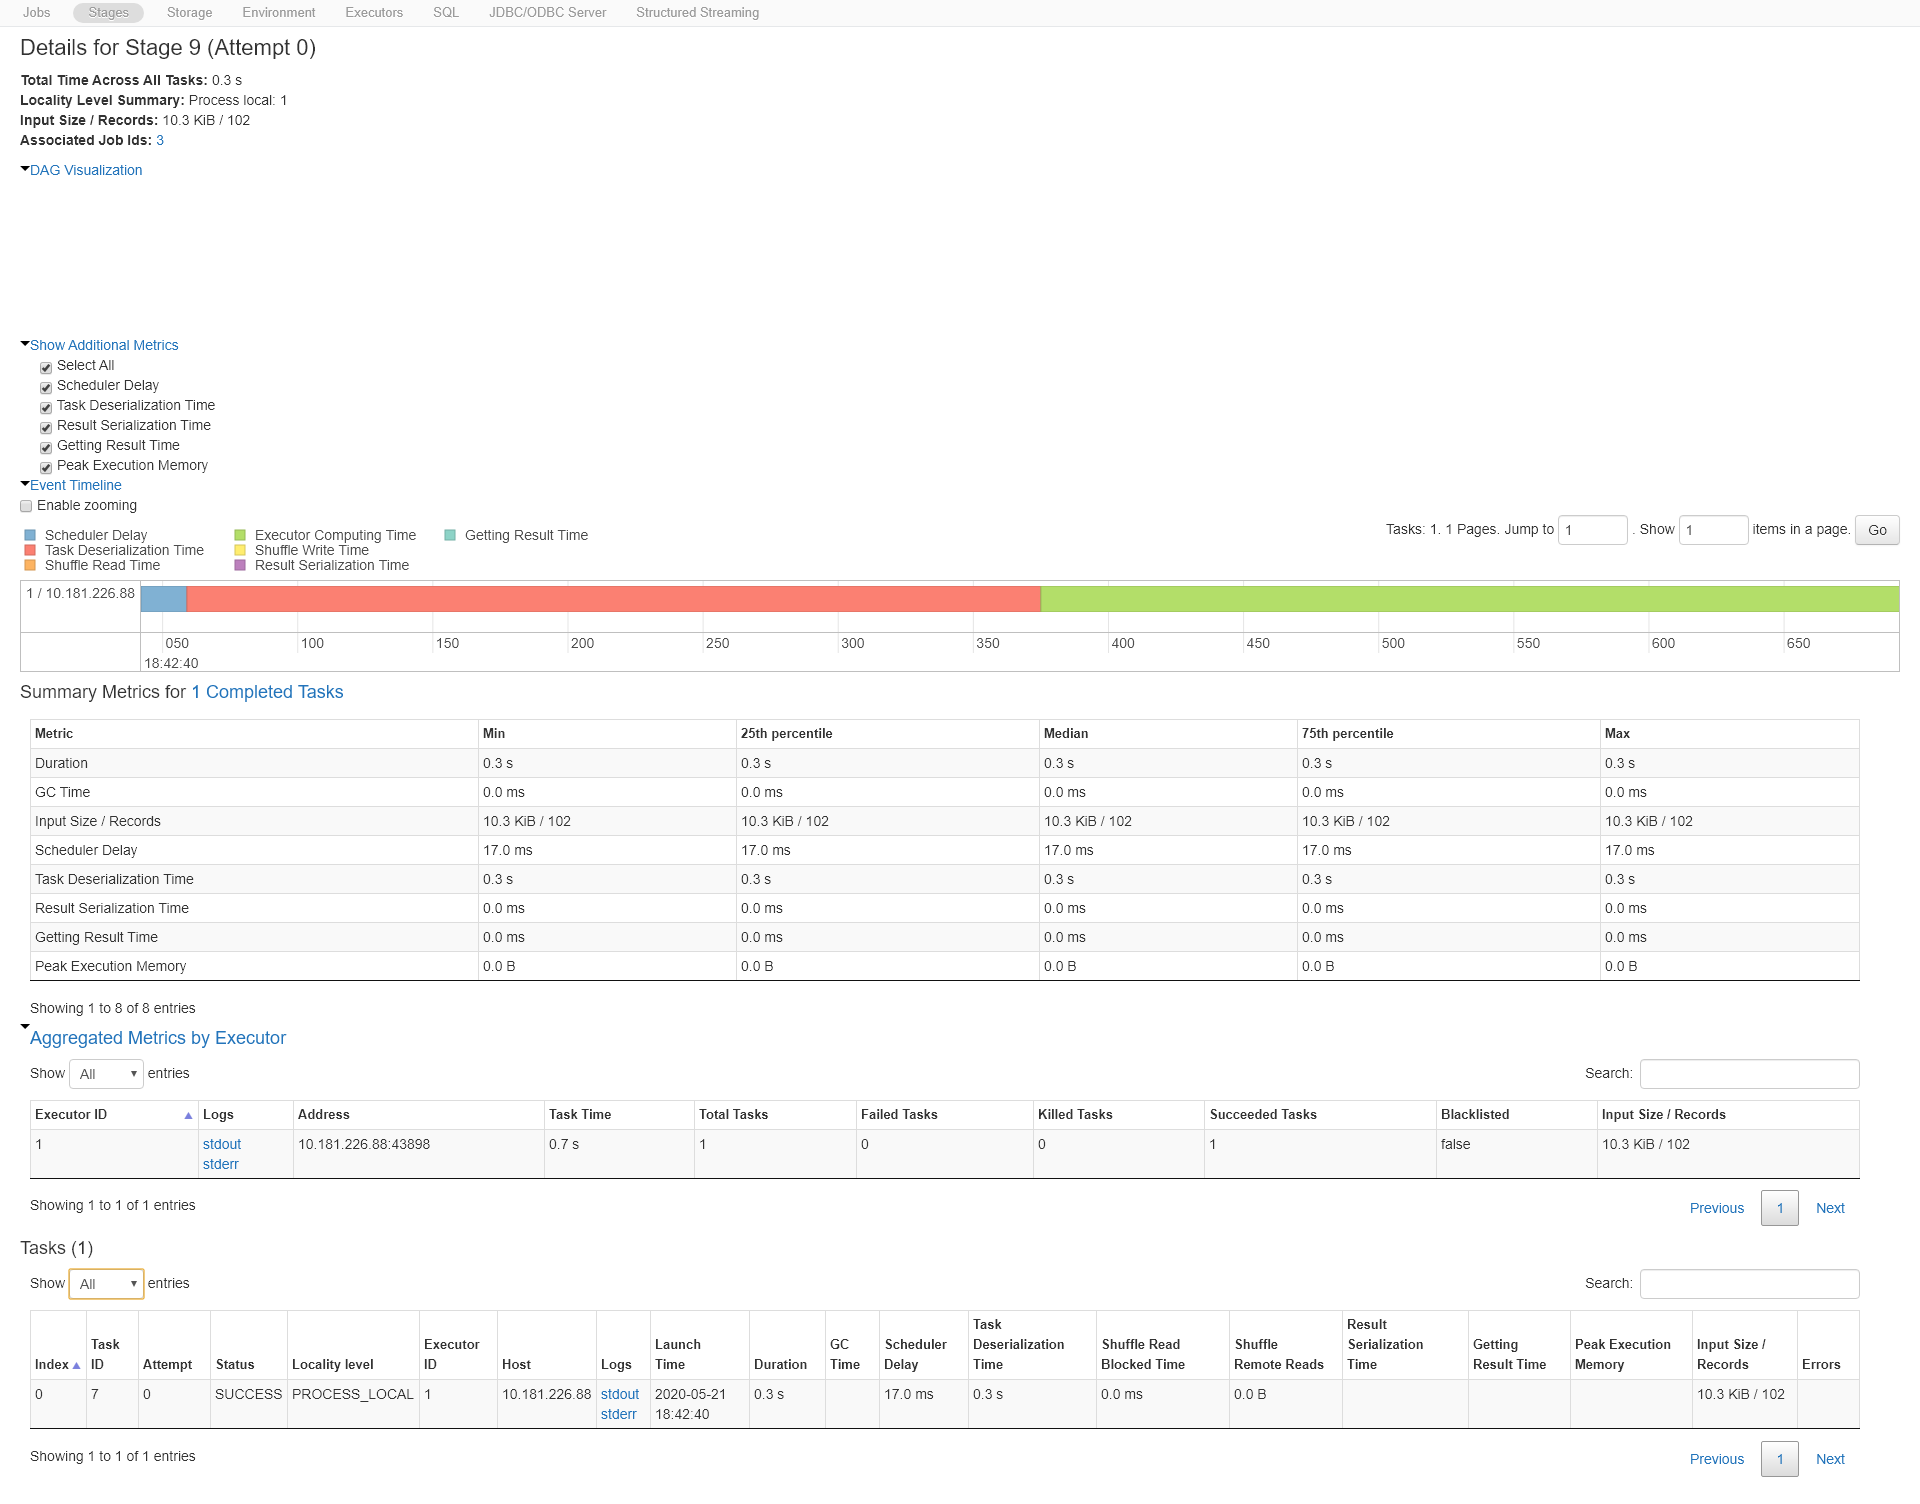 Jobs Stages Storage Environment Executors SQL JDBC/ODBC Server Structured Streaming
Details for Stage 9 (Attempt 0)
Total Time Across All Tasks: 0.3 s
Locality Level Summary: Process local: 1
Input Size / Records: 10.3 KiB / 102
Associated Job Ids: 3
DAG Visualization
Show Additional Metrics
Select All
Scheduler Delay
Task Deserialization Time
Result Serialization Time
Getting Result Time
Peak Execution Memory
Event Timeline
Enable zooming
Tasks: 1. 1 Pages. Jump to 1 . Show 1 items in a page. Go
Scheduler Delay Executor Computing Time Getting Result Time
Task Deserialization Time Shuffle Write Time
Shuffle Read Time Result Serialization Time
1 / 10.181.226.88
050 100 150 200 250 300 350 400 450 500 550 600 650
18:42:40
Summary Metrics for 1 Completed Tasks
Metric Min 25th percentile Median 75th percentile Max
Duration 0.3 s 0.3 s 0.3 s 0.3 s 0.3 s
GC Time 0.0 ms 0.0 ms 0.0 ms 0.0 ms 0.0 ms
Input Size / Records 10.3 KiB / 102 10.3 KiB / 102 10.3 KiB / 102 10.3 KiB / 102 10.3 KiB / 102
Scheduler Delay 17.0 ms 17.0 ms 17.0 ms 17.0 ms 17.0 ms
Task Deserialization Time 0.3 s 0.3 s 0.3 s 0.3 s 0.3 s
Result Serialization Time 0.0 ms 0.0 ms 0.0 ms 0.0 ms 0.0 ms
Getting Result Time 0.0 ms 0.0 ms 0.0 ms 0.0 ms 0.0 ms
Peak Execution Memory 0.0 B 0.0 B 0.0 B 0.0 B 0.0 B
Showing 1 to 8 of 8 entries
Aggregated Metrics by Executor
Show All entries Search:
Executor ID Logs Address Task Time Total Tasks Failed Tasks Killed Tasks Succeeded Tasks Blacklisted Input Size / Records
1 stdout 10.181.226.88:43898 0.7 s 1 0 0 1 false 10.3 KiB / 102
stderr
Showing 1 to 1 of 1 entries
Previous 1 Next
Tasks (1)
Show All entries Search:
Task Result
Task Executor Launch GC Scheduler Deserialization Shuffle Read Shuffle Serialization Getting Peak Execution Input Size /
Index ID Attempt Status Locality level ID Host Logs Time Duration Time Delay Time Blocked Time Remote Reads Time Result Time Memory Records Errors
0 7 0 SUCCESS PROCESS_LOCAL 1 10.181.226.88 stdout 2020-05-21 0.3 s 17.0 ms 0.3 s 0.0 ms 0.0 B 10.3 KiB / 102
stderr 18:42:40
Showing 1 to 1 of 1 entries
Previous 1 Next